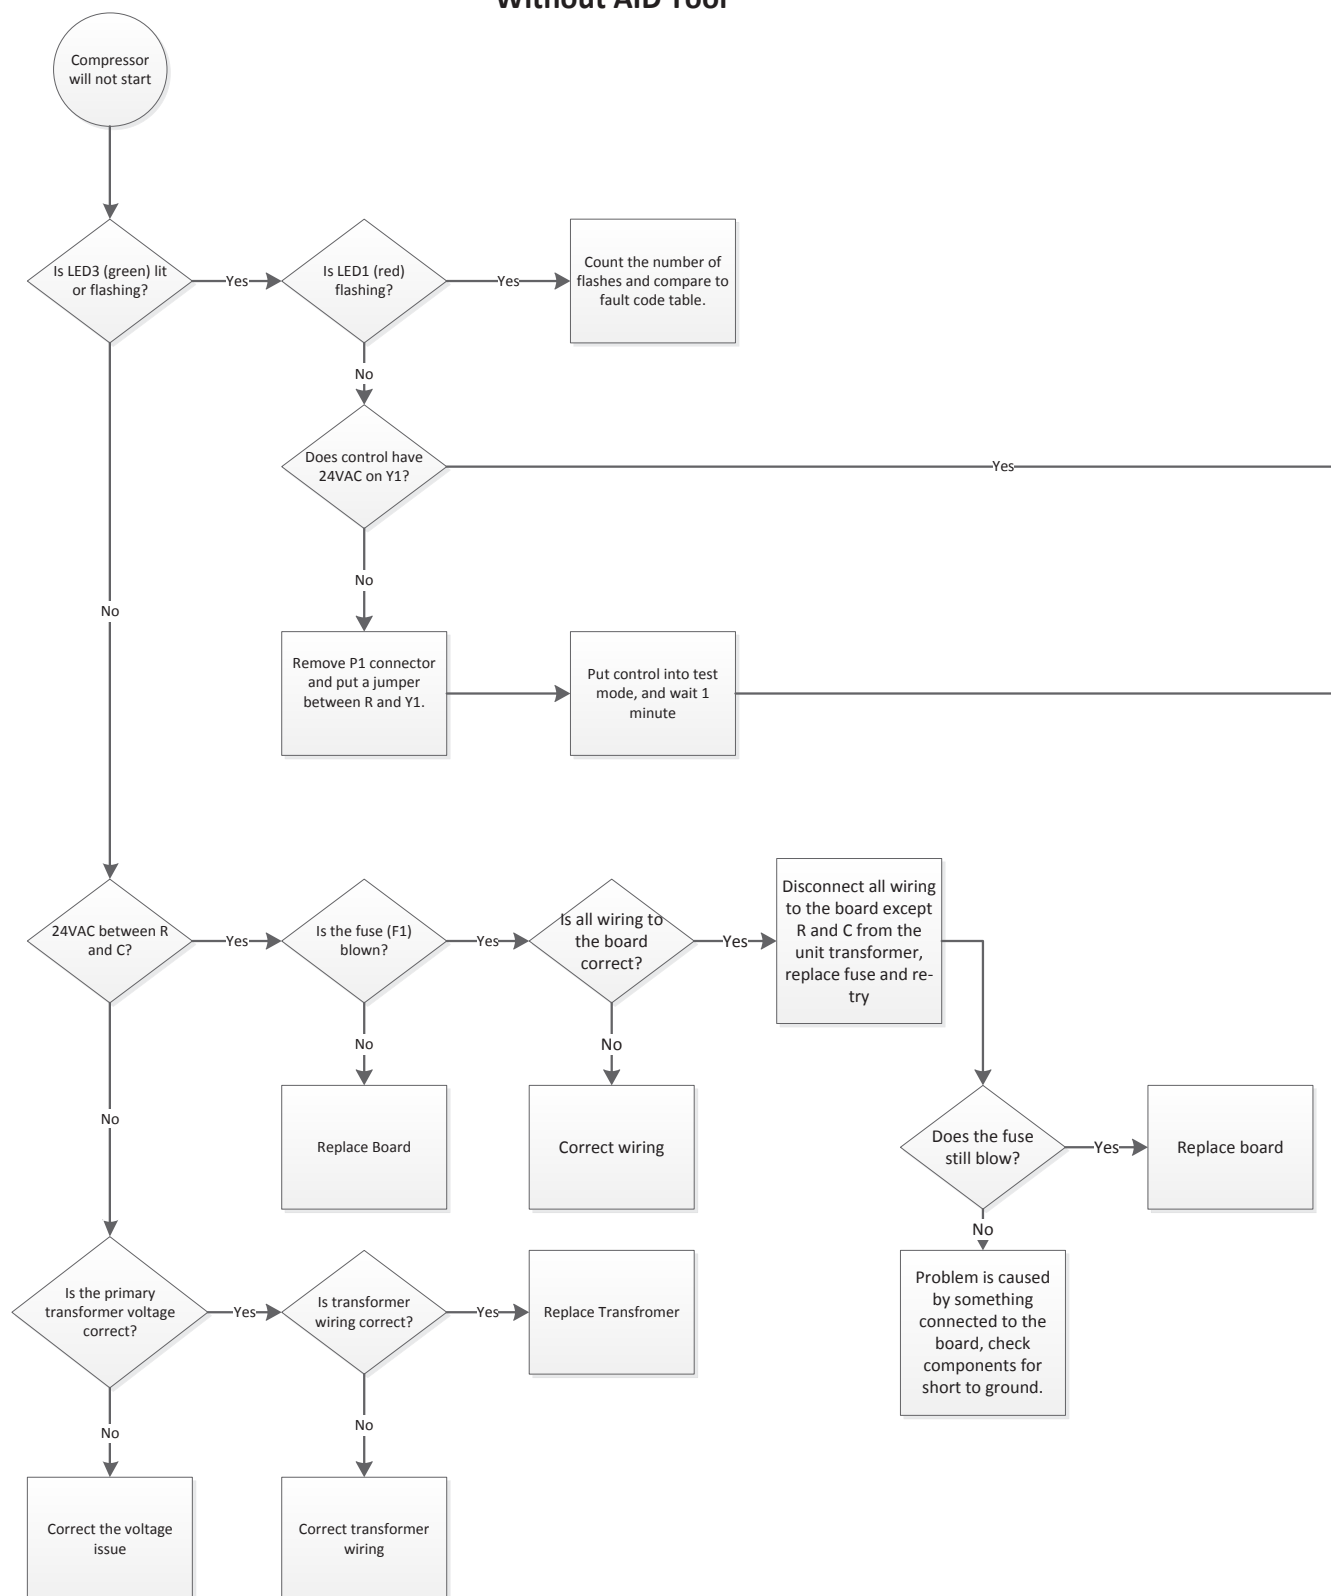 Without AID Tool
Compressor
will not start
Is LED3 (green) lit
or flashing?
Yes
Is LED1 (red)
flashing?
Yes
Count the number of
flashes and compare to
fault code table.
No
Does control have
24VAC on Y1?
Yes
No
No
Remove P1 connector
and put a jumper
between R and Y1.
Put control into test
mode, and wait 1
minute
24VAC between R
and C?
Yes
Is the fuse (F1)
blown?
Yes
Is all wiring to
the board
correct?
Yes
Disconnect all wiring
to the board except
R and C from the
unit transformer,
replace fuse and re-
try
No
No
No
Replace Board
Correct wiring
Does the fuse
still blow?
Yes
Replace board
No
Is the primary
transformer voltage
correct?
Yes
Is transformer
wiring correct?
Yes
Replace Transfromer
Problem is caused
by something
connected to the
board, check
components for
short to ground.
No
No
Correct the voltage
issue
Correct transformer
wiring